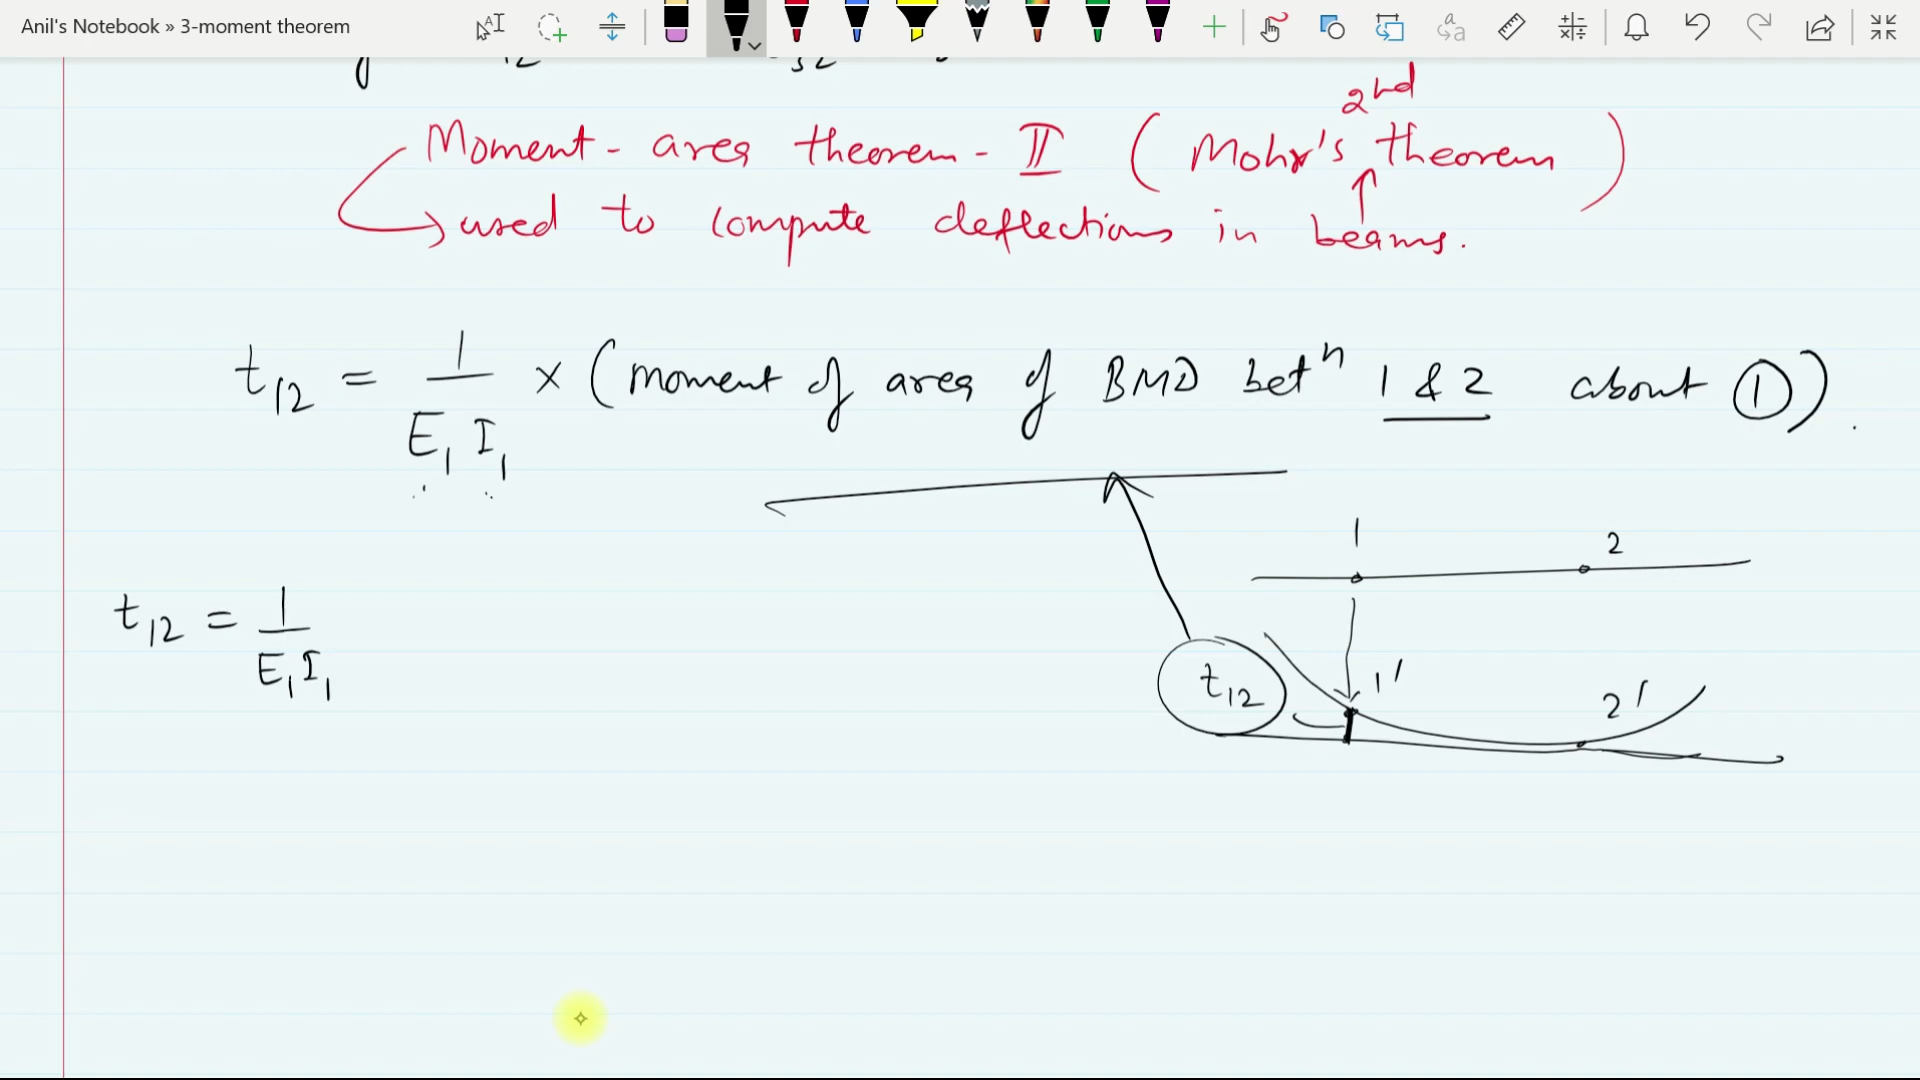 Anil's Notebook » 3-moment theorem
12 32
2nd
Moment-area theorem-II (Mohr's theorem)
used to compute deflections in beams.
t12 = 1/E1I1 × (moment of area of BMD betn 1 & 2 about ①).
1 2
t12 = 1/E1I1
t12 1' 2'